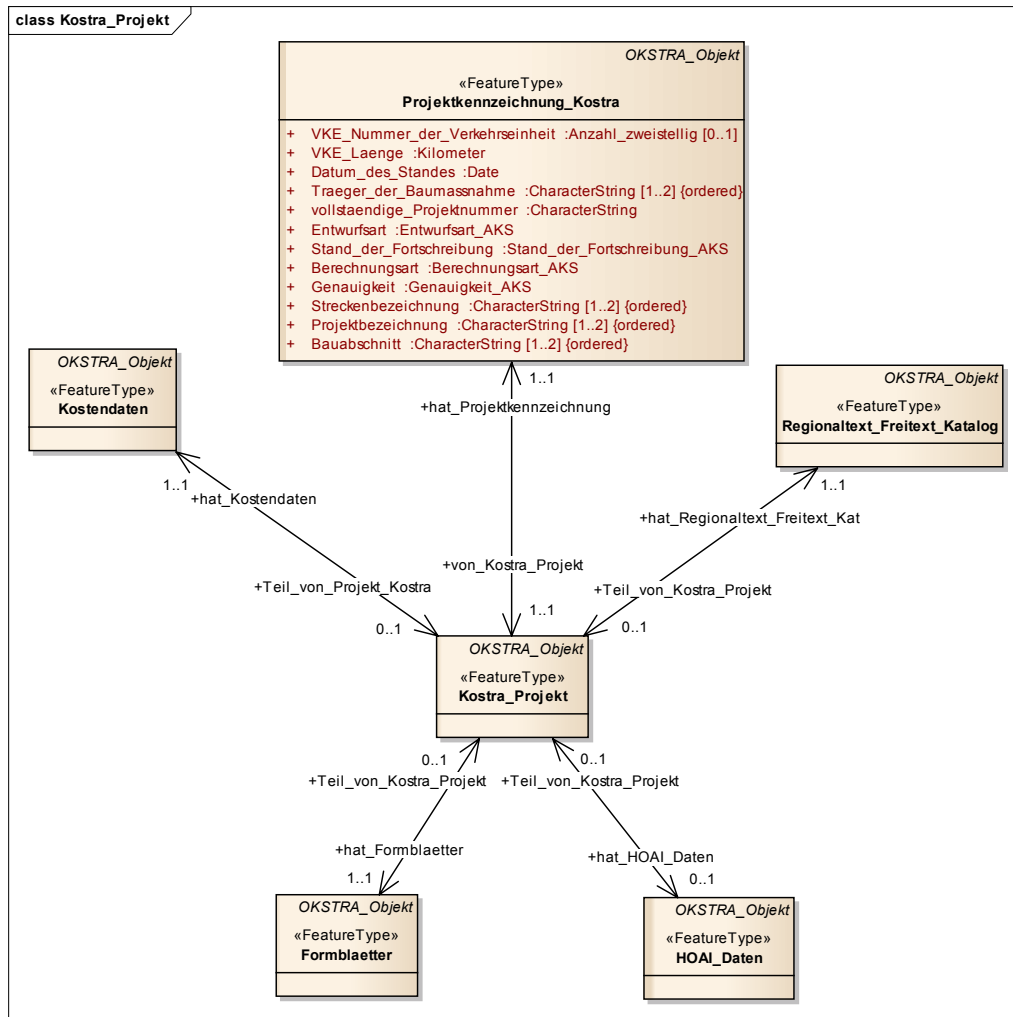 class Kostra_Projekt
OKSTRA_Objekt
«FeatureType»
Projektkennzeichnung_Kostra
+ VKE_Nummer_der_Verkehrseinheit :Anzahl_zweistellig [0..1]
+ VKE_Laenge :Kilometer
+ Datum_des_Standes :Date
+ Traeger_der_Baumassnahme :CharacterString [1..2] {ordered}
+ vollstaendige_Projektnummer :CharacterString
+ Entwurfsart :Entwurfsart_AKS
+ Stand_der_Fortschreibung :Stand_der_Fortschreibung_AKS
+ Berechnungsart :Berechnungsart_AKS
+ Genauigkeit :Genauigkeit_AKS
+ Streckenbezeichnung :CharacterString [1..2] {ordered}
+ Projektbezeichnung :CharacterString [1..2] {ordered}
+ Bauabschnitt :CharacterString [1..2] {ordered}
OKSTRA_Objekt
«FeatureType»
Kostendaten
OKSTRA_Objekt
«FeatureType»
Regionaltext_Freitext_Katalog
1..1
+hat_Projektkennzeichnung
1..1
+hat_Kostendaten
1..1
+hat_Regionaltext_Freitext_Kat
+von_Kostra_Projekt
1..1
+Teil_von_Projekt_Kostra
0..1
+Teil_von_Kostra_Projekt
0..1
OKSTRA_Objekt
«FeatureType»
Kostra_Projekt
0..1
+Teil_von_Kostra_Projekt
0..1
+Teil_von_Kostra_Projekt
+hat_Formblaetter
1..1
+hat_HOAI_Daten
0..1
OKSTRA_Objekt
«FeatureType»
Formblaetter
OKSTRA_Objekt
«FeatureType»
HOAI_Daten